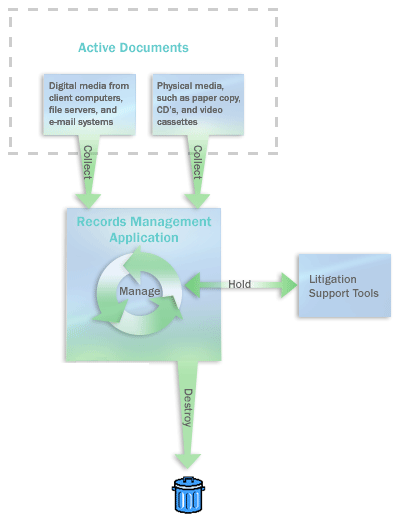 Active Documents
Digital media from
client computers,
file servers, and
e-mail systems
Physical media,
such as paper copy,
CD's, and video
cassettes
Collect
Collect
Records Management
Application
Manage
Hold
Litigation
Support Tools
Destroy